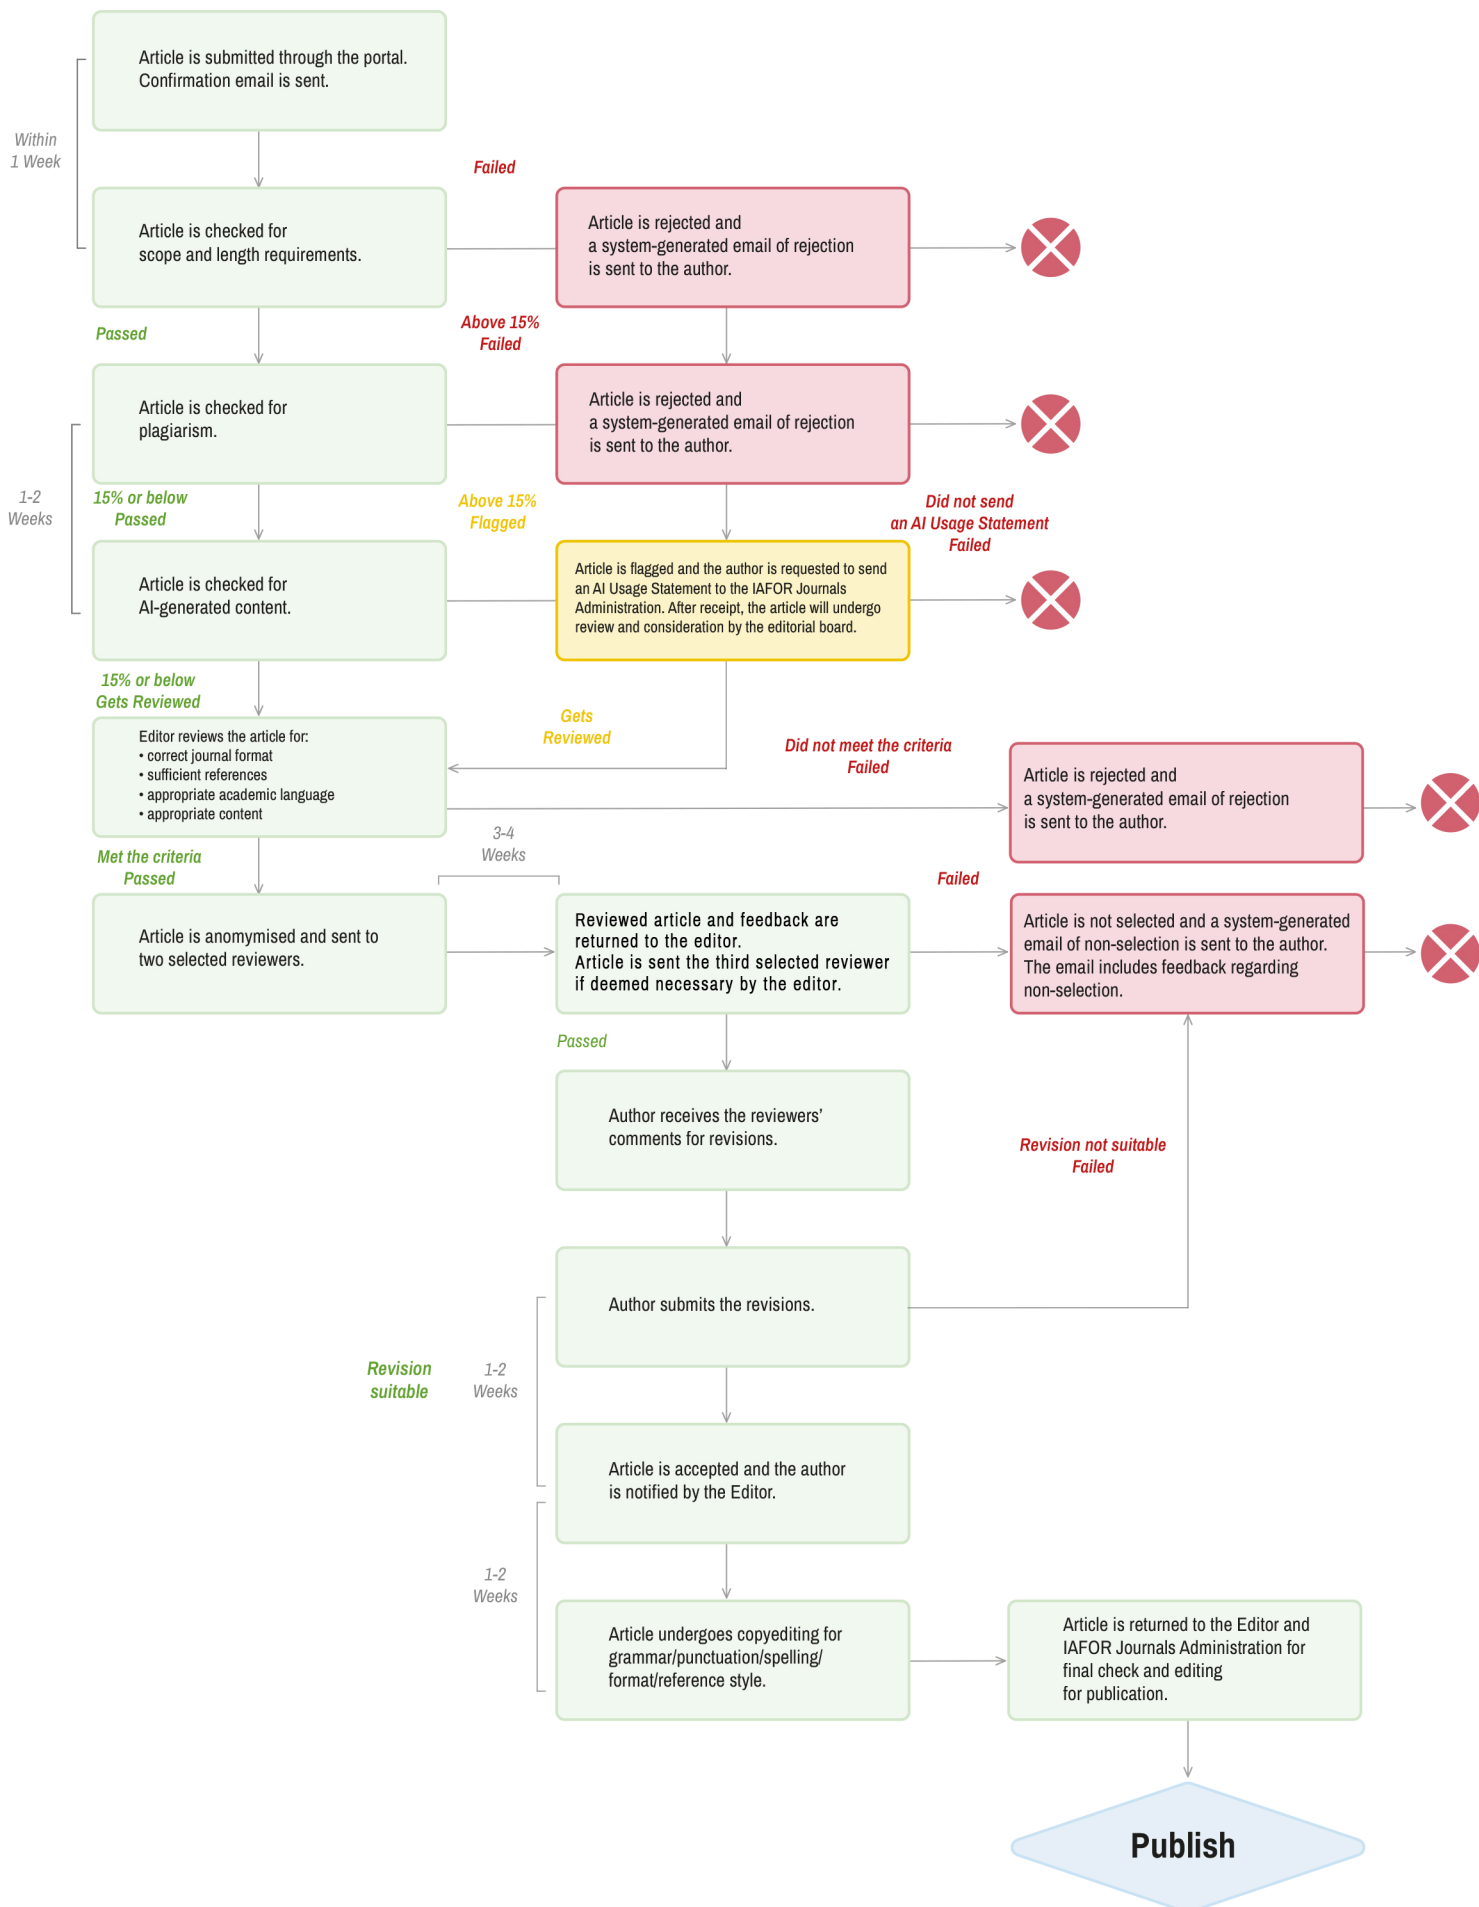 Article is submitted through the portal.
Confirmation email is sent.
Within
1 Week
Failed
Article is checked for
scope and length requirements.
Article is rejected and
a system-generated email of rejection
is sent to the author.
Passed
Above 15%
Failed
Article is checked for
plagiarism.
Article is rejected and
a system-generated email of rejection
is sent to the author.
1-2
Weeks
15% or below
Passed
Above 15%
Flagged
Did not send
an AI Usage Statement
Failed
Article is checked for
AI-generated content.
Article is flagged and the author is requested to send
an AI Usage Statement to the IAFOR Journals
Administration. After receipt, the article will undergo
review and consideration by the editorial board.
15% or below
Gets Reviewed
Gets
Reviewed
Editor reviews the article for:
• correct journal format
• sufficient references
• appropriate academic language
• appropriate content
Did not meet the criteria
Failed
Article is rejected and
a system-generated email of rejection
is sent to the author.
Met the criteria
Passed
3-4
Weeks
Failed
Article is anomymised and sent to
two selected reviewers.
Reviewed article and feedback are
returned to the editor.
Article is sent the third selected reviewer
if deemed necessary by the editor.
Article is not selected and a system-generated
email of non-selection is sent to the author.
The email includes feedback regarding
non-selection.
Passed
Author receives the reviewers’
comments for revisions.
Revision not suitable
Failed
Author submits the revisions.
Revision
suitable
1-2
Weeks
Article is accepted and the author
is notified by the Editor.
1-2
Weeks
Article undergoes copyediting for
grammar/punctuation/spelling/
format/reference style.
Article is returned to the Editor and
IAFOR Journals Administration for
final check and editing
for publication.
Publish